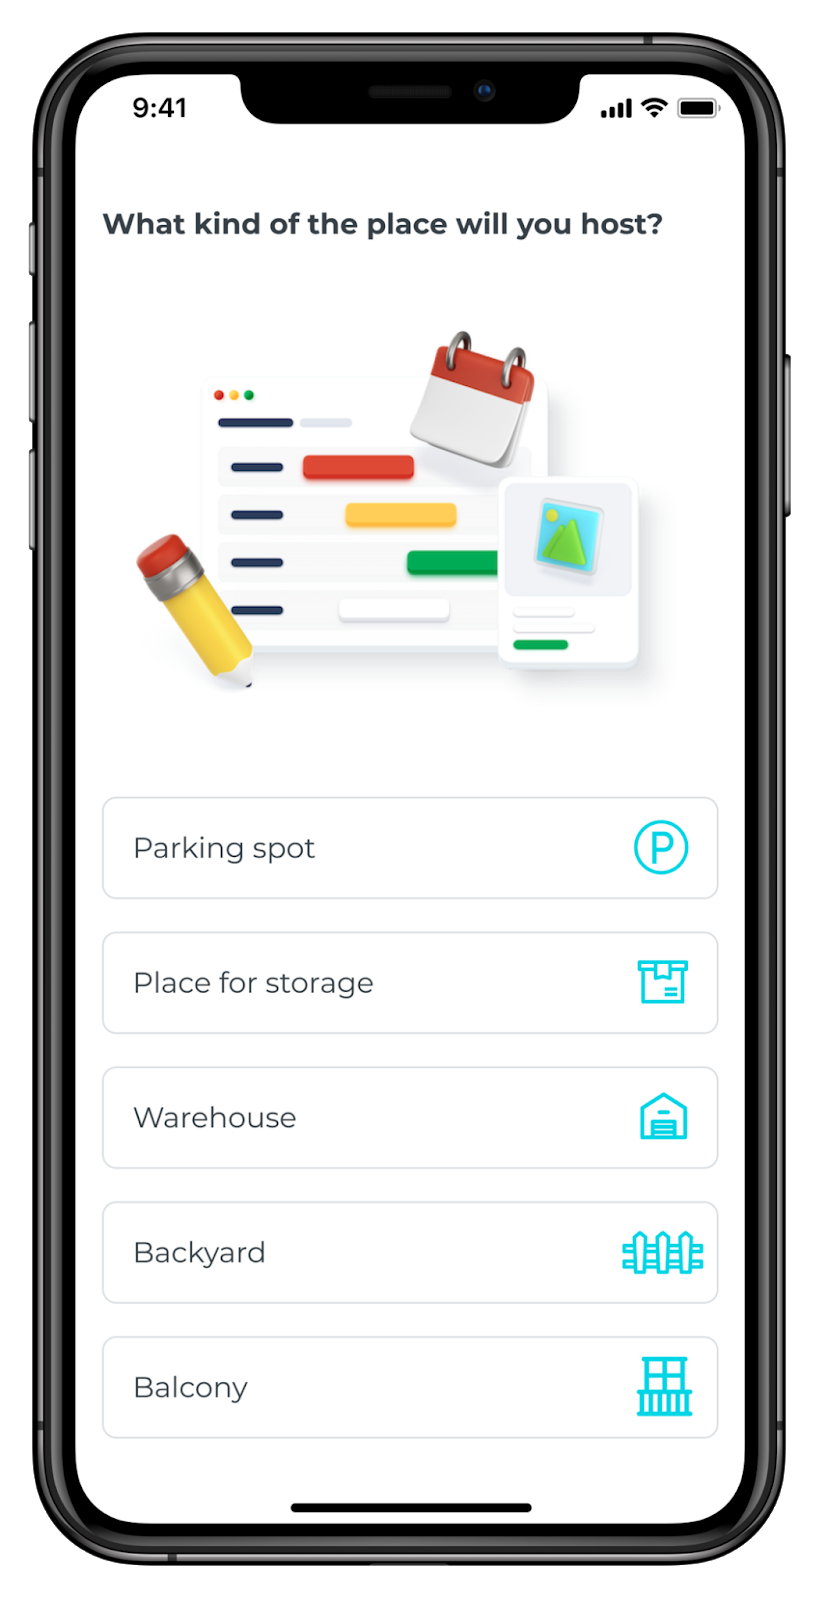 9:41
What kind of the place will you host?
Parking spot
P
Place for storage
Warehouse
Backyard
Balcony